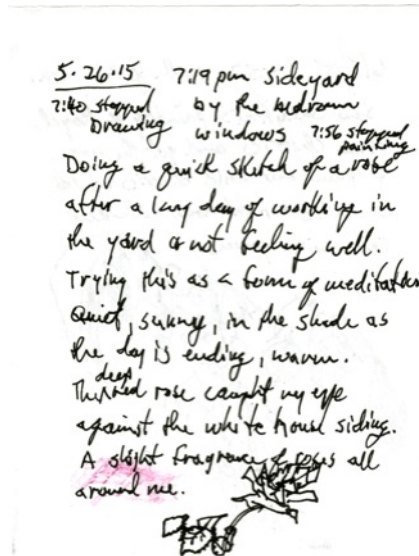 5.26.15 7:19 pm sideyard
7:40 stopped by the bedroom
Drawing windows 7:56 stopped
painting
Doing a quick sketch of a rose
after a long day of working in
the yard & not feeling well.
Trying this as a form of meditation
Quiet, sunny, in the shade as
the day is ending, warm.
deep
This red rose caught my eye
against the white house siding.
A slight fragrance of roses all
around me.